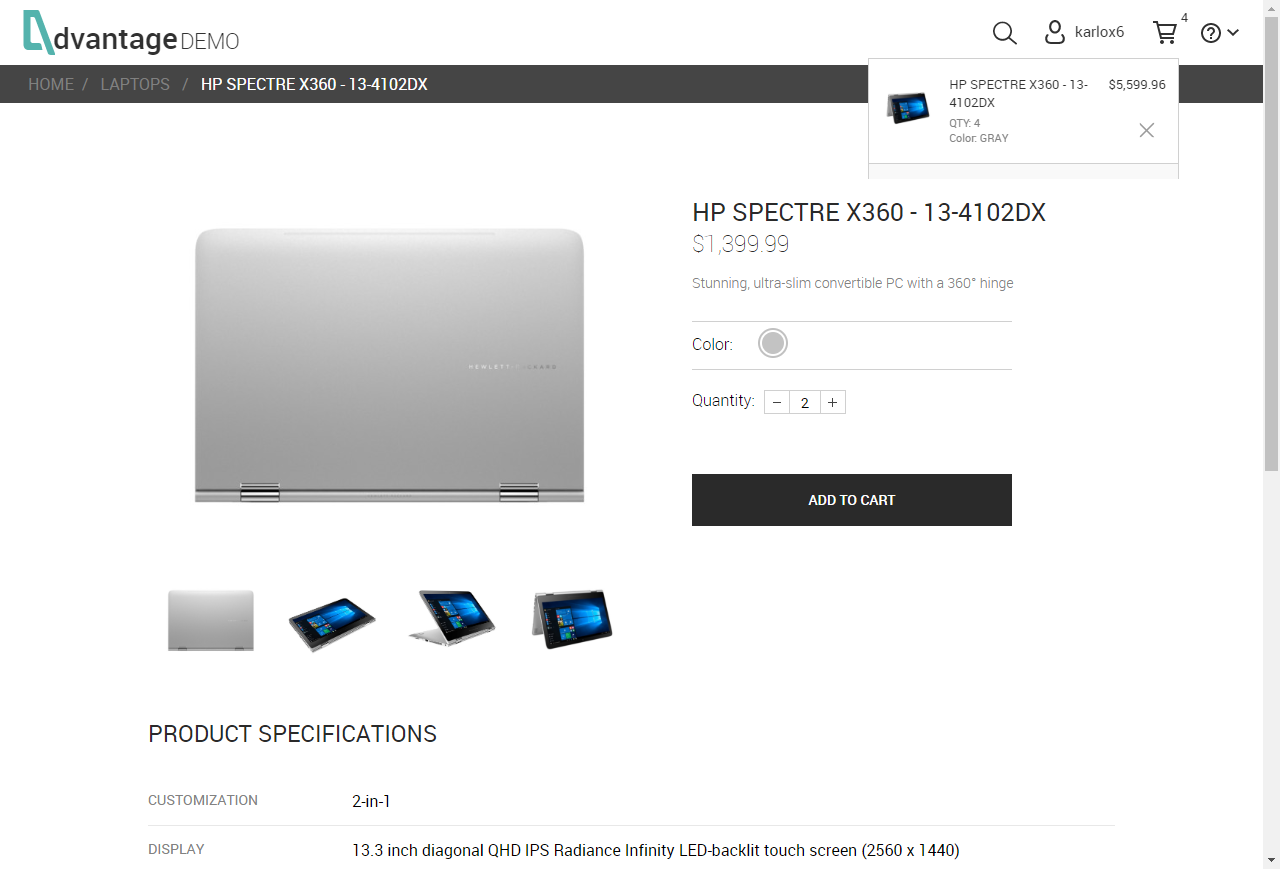 dvantage DEMO
karlox6
4
HOME / LAPTOPS / HP SPECTRE X360 - 13-4102DX
HP SPECTRE X360 - 13-
4102DX
$5,599.96
QTY: 4
Color: GRAY
HP SPECTRE X360 - 13-4102DX
$1,399.99
Stunning, ultra-slim convertible PC with a 360° hinge
Color:
Quantity: − 2 +
ADD TO CART
PRODUCT SPECIFICATIONS
CUSTOMIZATION 2-in-1
DISPLAY 13.3 inch diagonal QHD IPS Radiance Infinity LED-backlit touch screen (2560 x 1440)